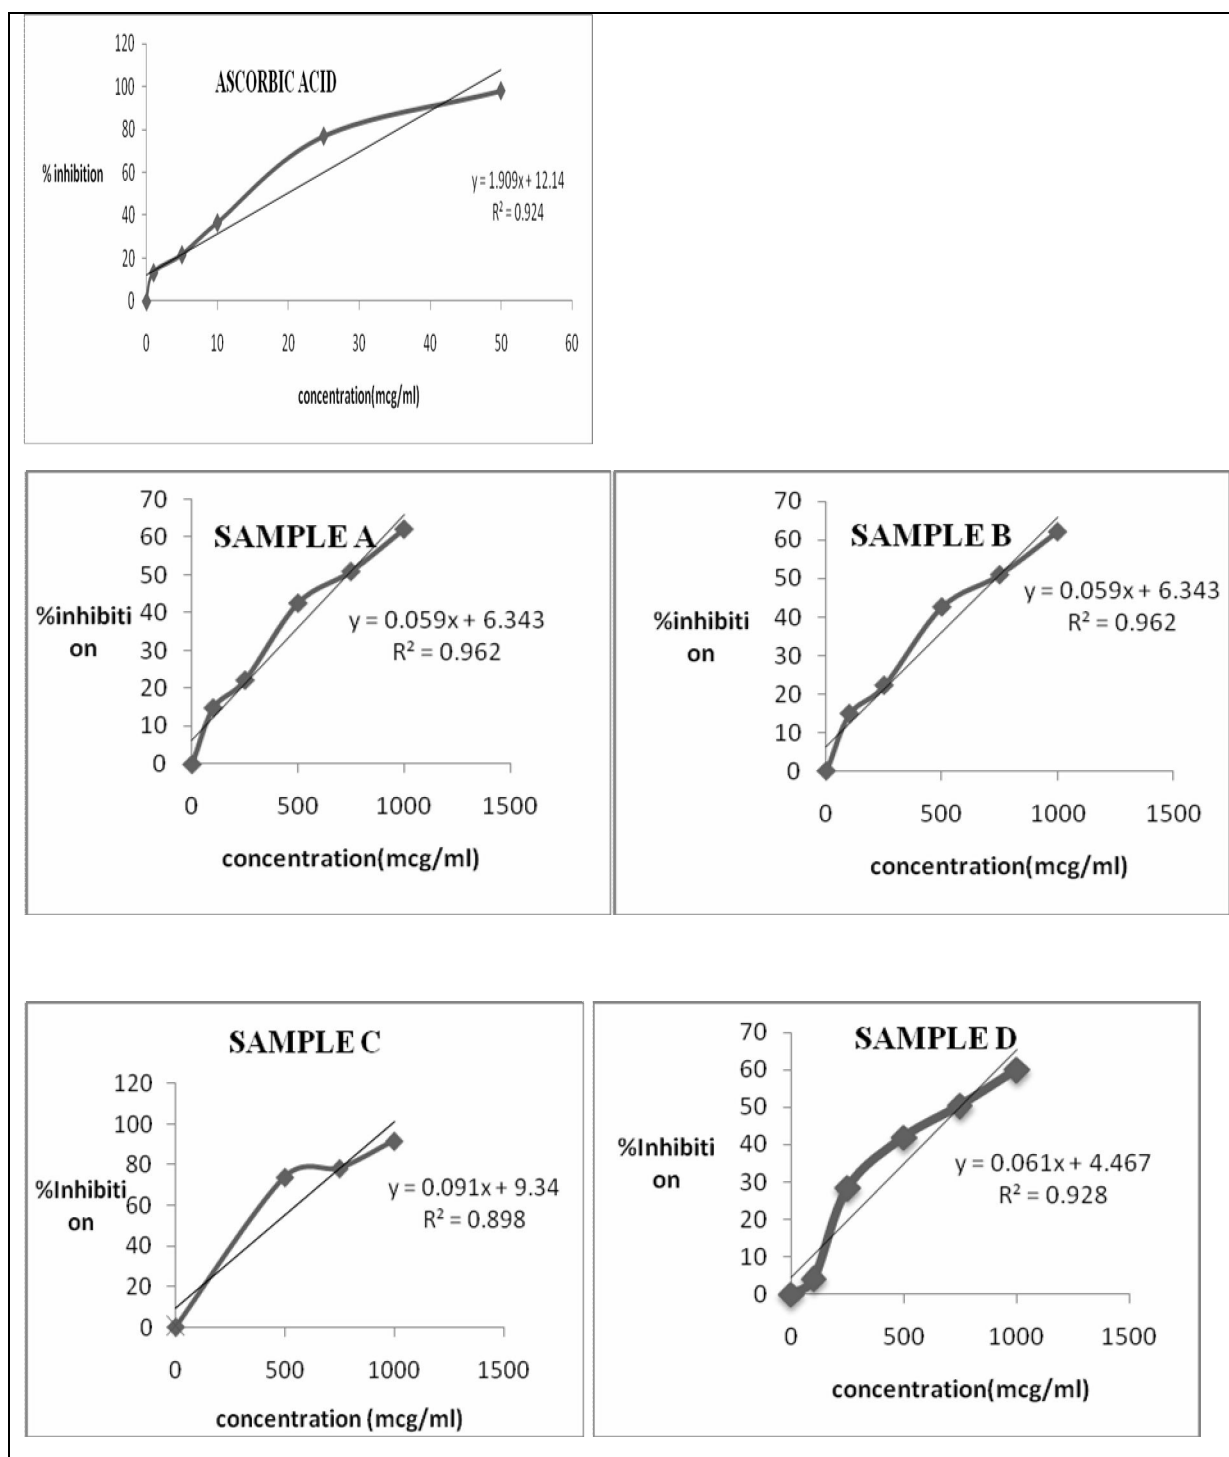 120
ASCORBIC ACID
100
80
% inhibition
60
y = 1.909x + 12.14
R² = 0.924
40
20
0
0 10 20 30 40 50 60
concentration(mcg/ml)
70
SAMPLE A
60
50
%inhibiti
on
40
y = 0.059x + 6.343
R² = 0.962
30
20
10
0
0 500 1000 1500
concentration(mcg/ml)
70
SAMPLE B
60
50
%inhibiti
on
40
y = 0.059x + 6.343
R² = 0.962
30
20
10
0
0 500 1000 1500
concentration(mcg/ml)
SAMPLE C
120
100
80
%Inhibiti
on
60
y = 0.091x + 9.34
R² = 0.898
40
20
0
0 500 1000 1500
concentration (mcg/ml)
70
SAMPLE D
60
50
%Inhibiti
on
40
y = 0.061x + 4.467
R² = 0.928
30
20
10
0
0 500 1000 1500
concentration(mcg/ml)